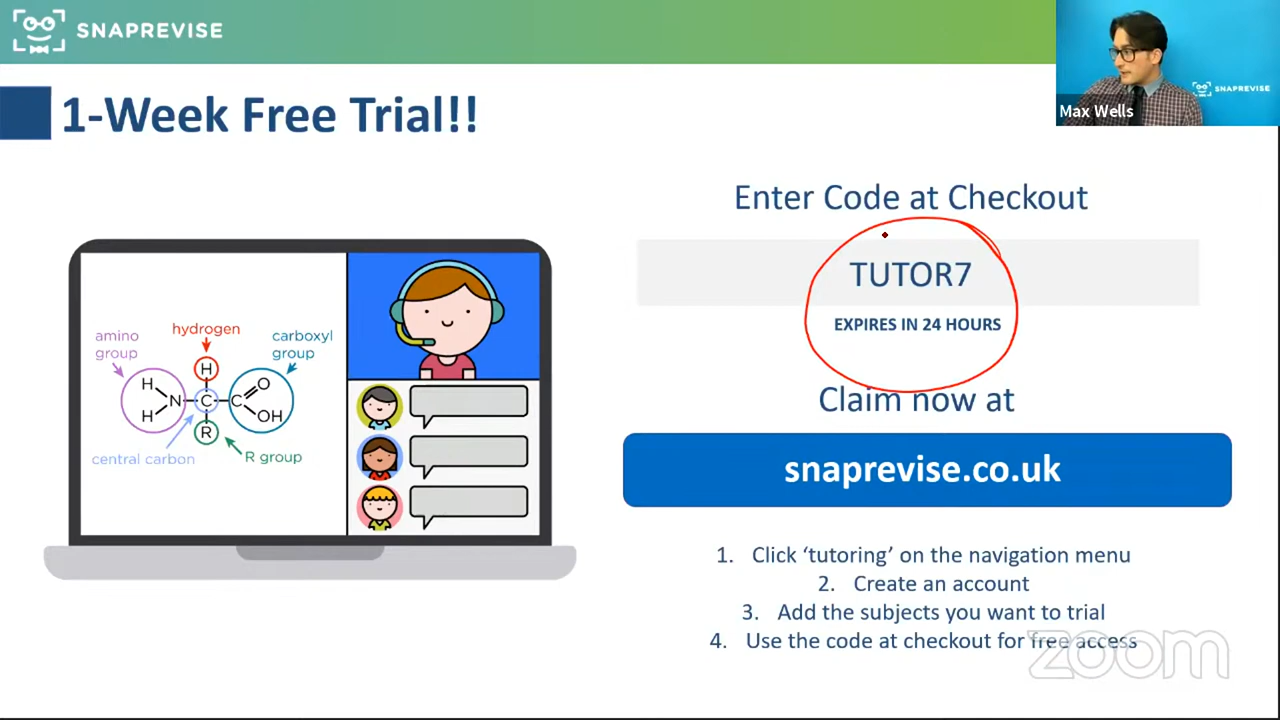 SNAPREVISE
SNAPREVISE
Max Wells
1-Week Free Trial!!
Enter Code at Checkout
TUTOR7
EXPIRES IN 24 HOURS
Claim now at
snaprevise.co.uk
1. Click ‘tutoring’ on the navigation menu
2. Create an account
3. Add the subjects you want to trial
4. Use the code at checkout for free access
zoom
amino
group
hydrogen
carboxyl
group
H
H
H
N
C
C
O
OH
R
central carbon
R group